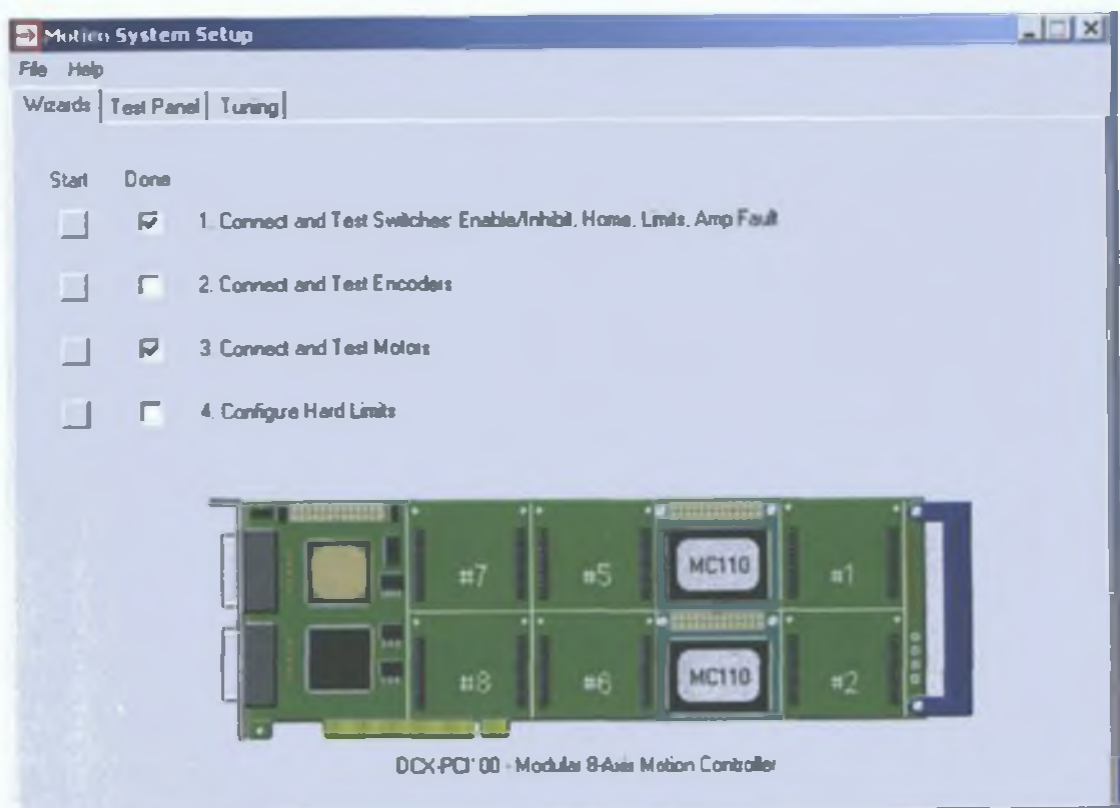 Motion System Setup
File Help
Wizards Test Panel Tuning
Start Done
1. Connect and Test Switches: Enable/Inhibit, Home, Limits, Amp Fault
2. Connect and Test Encoders
3. Connect and Test Motors
4. Configure Hard Limits
#7 #5 MC110 #1
#8 #6 MC110 #2
DCX-PCI100 - Modular 8-Axis Motion Controller